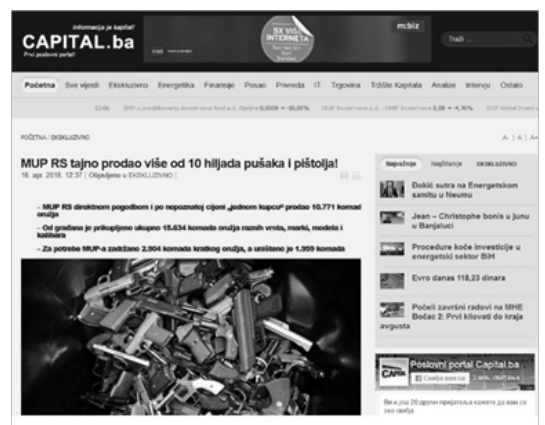 informacija je kapital!
CAPITAL.ba
Prvi poslovni portal!
5X VIŠE
INTERNETA
m:biz
Traži ...
Početna Sve vijesti Ekskluzivno Energetika Finansije Posao Privreda IT Trgovina Tržište Kapitala Analize Intervju Ostalo
POČETNA / EKSKLUZIVNO
A- | A | A+
MUP RS tajno prodao više od 10 hiljada pušaka i pištolja!
16. apr. 2018. 12:37 | Objavljeno u EKSKLUZIVNO |
– MUP RS direktnom pogodbom i po nepoznatoj cijeni „jednom kupcu“ prodao 10.771 komad
oružja
– Od građana je prikupljeno ukupno 15.634 komada oružja raznih vrsta, marki, modela i
kalibara
– Za potrebe MUP-a zadržano 2.904 komada kratkog oružja, a uništeno je 1.959 komada
Najnovije Najčitanije EKSKLUZIVNO
Đokić sutra na Energetskom
samitu u Neumu
Jean – Christophe bonis u junu
u Banjaluci
Procedure koče investicije u
energetski sektor BiH
Evro danas 118,23 dinara
Počeli završni radovi na MHE
Bočac 2: Prvi kilovati do kraja
avgusta
Poslovni portal Capital.ba